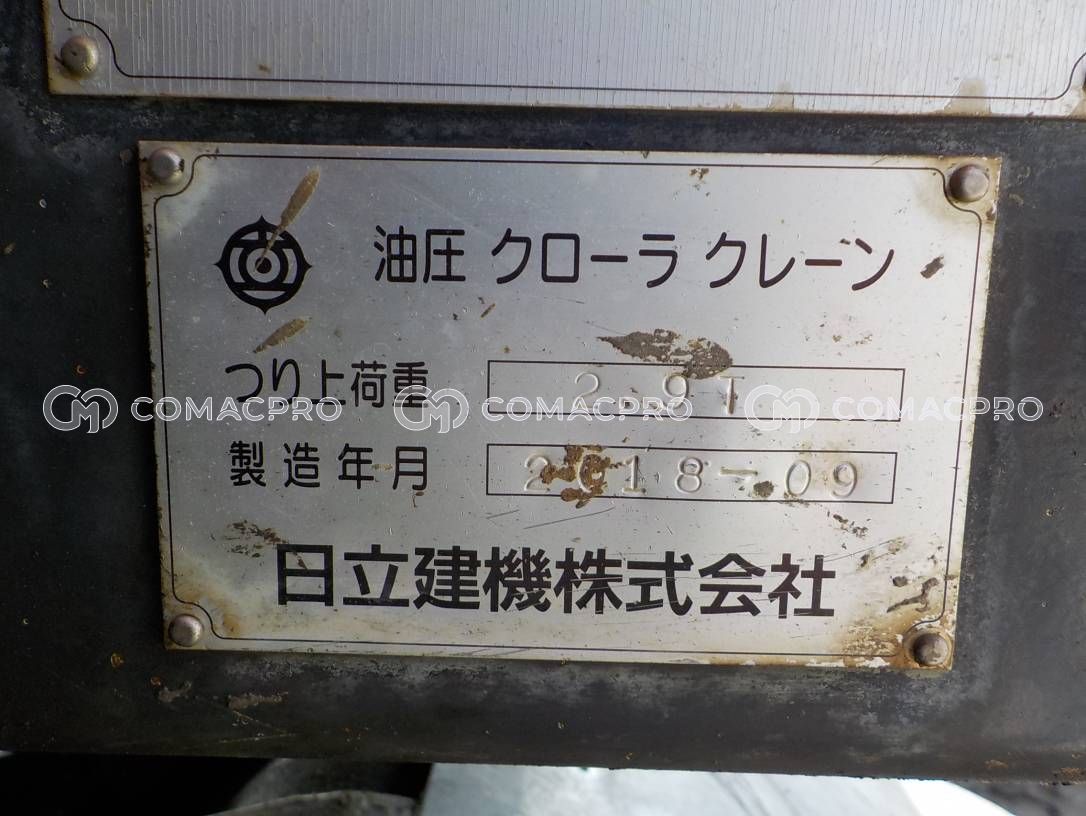 油圧 クローラ クレーン
つり上荷重 2.9T
COMACPRO COMACPRO COMACPRO
製造年月 2018-09
日立建機株式会社